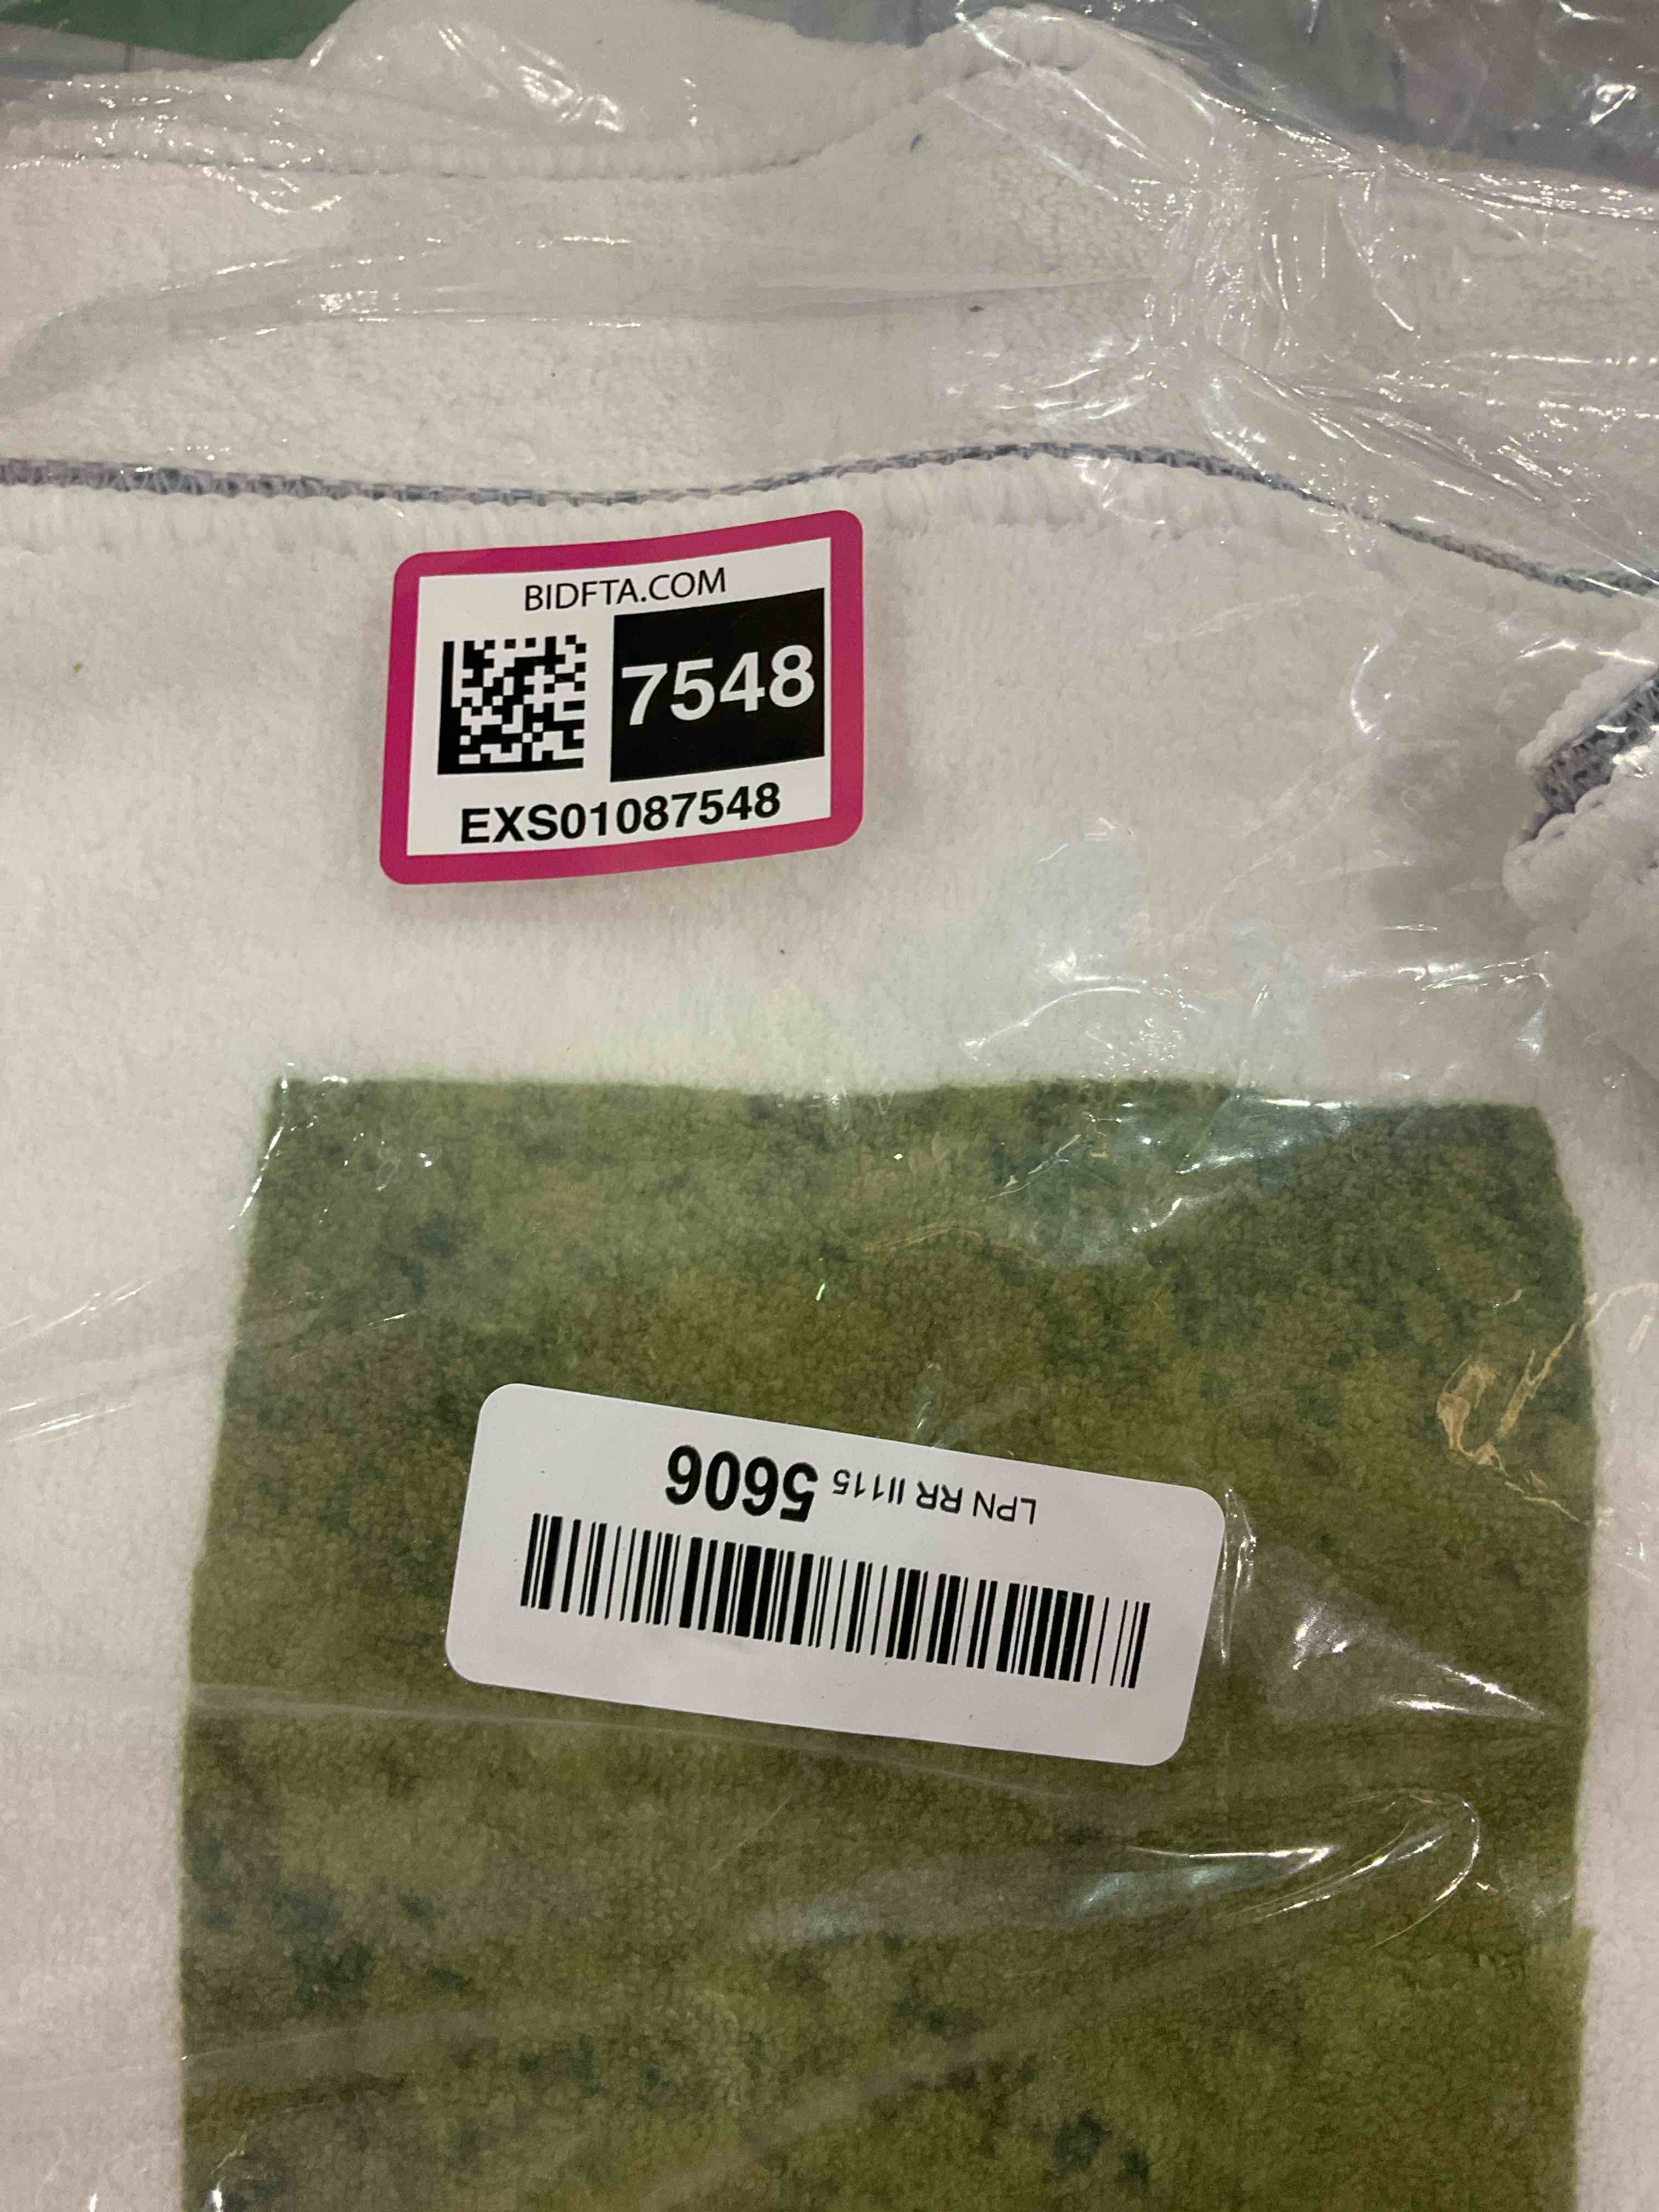 BIDFTA.COM
7548
EXS01087548
LPN RR II115 5606